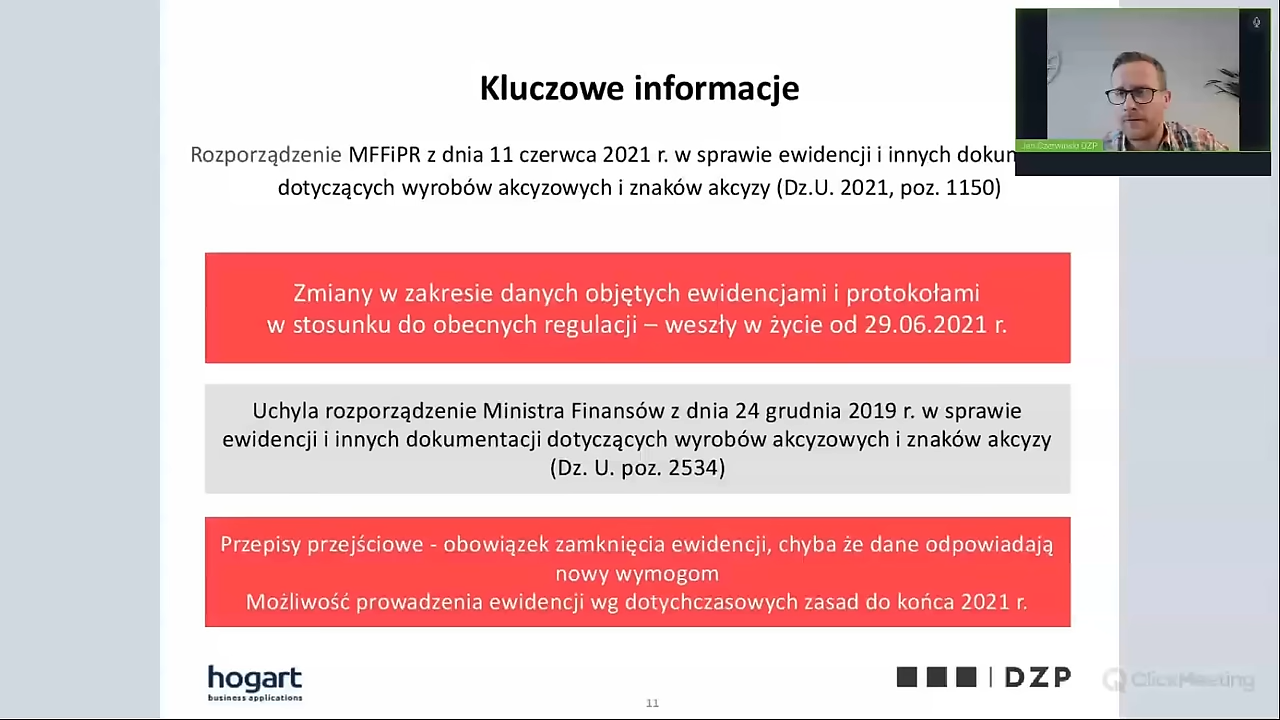 Kluczowe informacje
Rozporządzenie MFFiPR z dnia 11 czerwca 2021 r. w sprawie ewidencji i innych
dotyczących wyrobów akcyzowych i znaków akcyzy (Dz.U. 2021, poz. 1150)
Jan Czerwiński DZP
Zmiany w zakresie danych objętych ewidencjami i protokołami
w stosunku do obecnych regulacji – weszły w życie od 29.06.2021 r.
Uchyla rozporządzenie Ministra Finansów z dnia 24 grudnia 2019 r. w sprawie
ewidencji i innych dokumentacji dotyczących wyrobów akcyzowych i znaków akcyzy
(Dz. U. poz. 2534)
Przepisy przejściowe - obowiązek zamknięcia ewidencji, chyba że dane odpowiadają
nowy wymogom
Możliwość prowadzenia ewidencji wg dotychczasowych zasad do końca 2021 r.
hogart
business applications
DZP
ClickMeeting
11